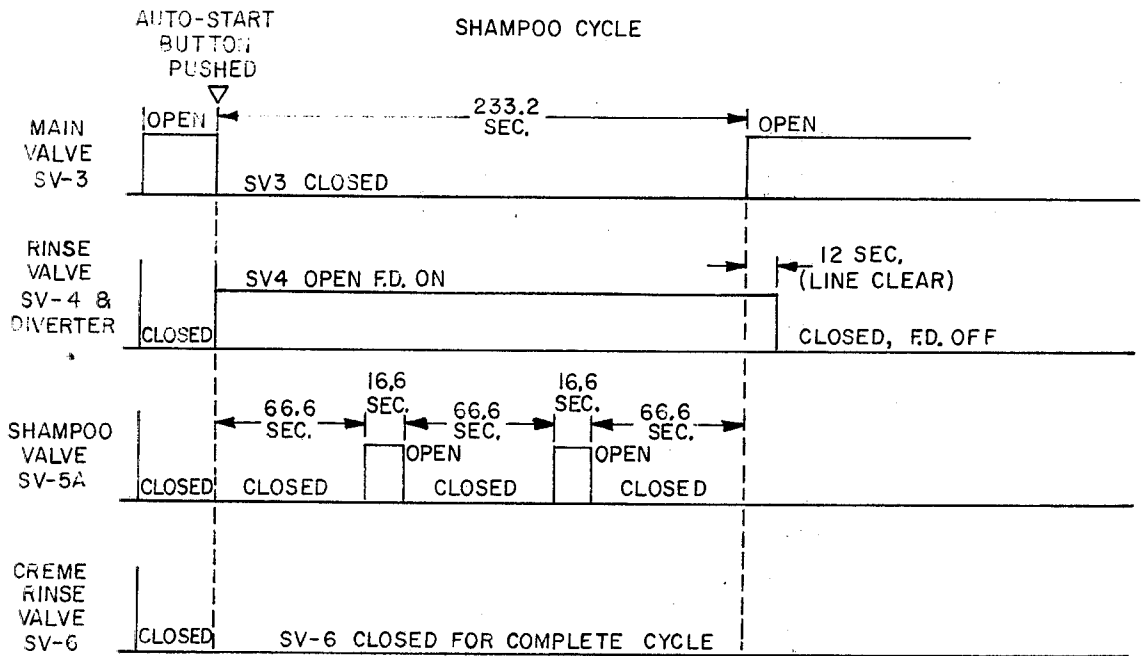 AUTO-START
BUTTON
PUSHED
SHAMPOO CYCLE
MAIN
VALVE
SV-3
OPEN
233.2
SEC.
OPEN
SV3 CLOSED
RINSE
VALVE
SV-4 &
DIVERTER
CLOSED
SV4 OPEN F.D. ON
12 SEC.
(LINE CLEAR)
CLOSED, F.D. OFF
SHAMPOO
VALVE
SV-5A
CLOSED
66.6
SEC.
CLOSED
16.6
SEC.
OPEN
66.6
SEC.
CLOSED
16.6
SEC.
OPEN
66.6
SEC.
CLOSED
CREME
RINSE
VALVE
SV-6
CLOSED
SV-6 CLOSED FOR COMPLETE CYCLE